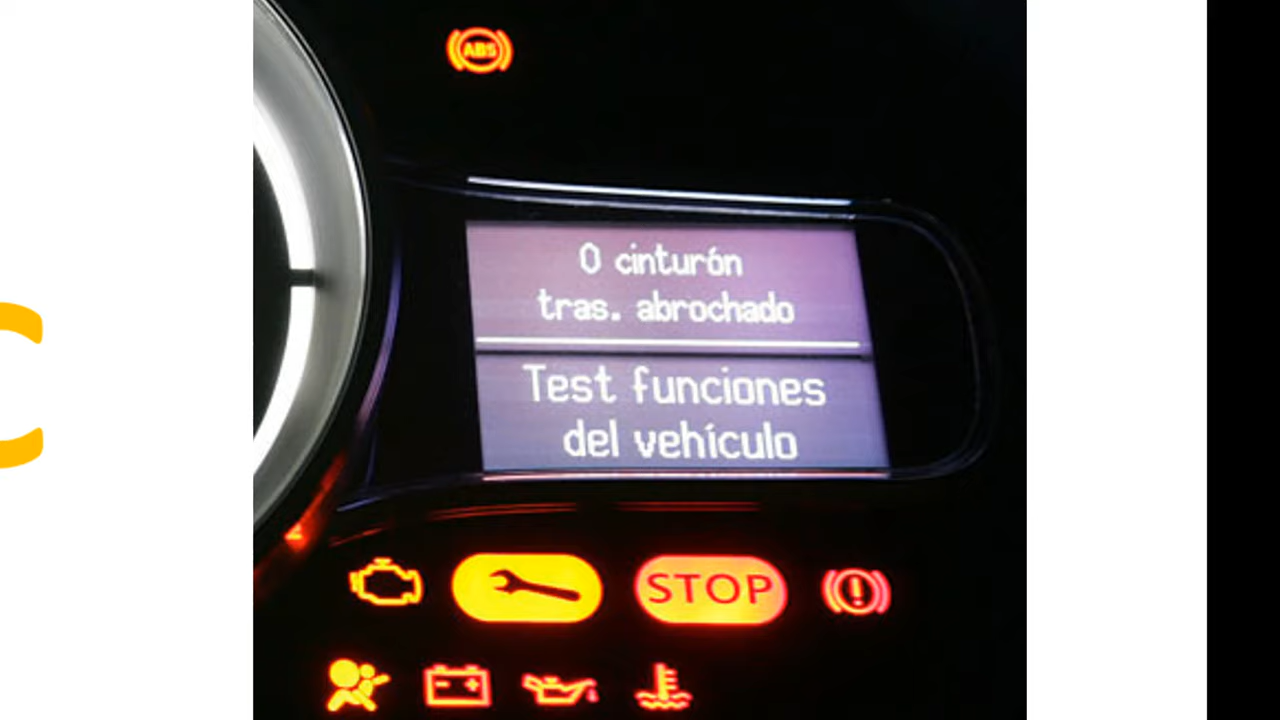 ABS
0 cinturón
tras. abrochado
Test funciones
del vehículo
STOP